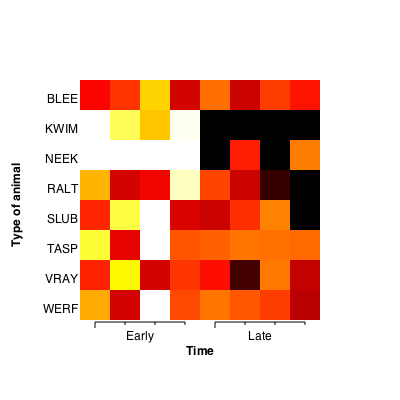 BLEE
KWIM
NEEK
RALT
SLUB
TASP
VRAY
WERF
Type of animal
Early Late
Time